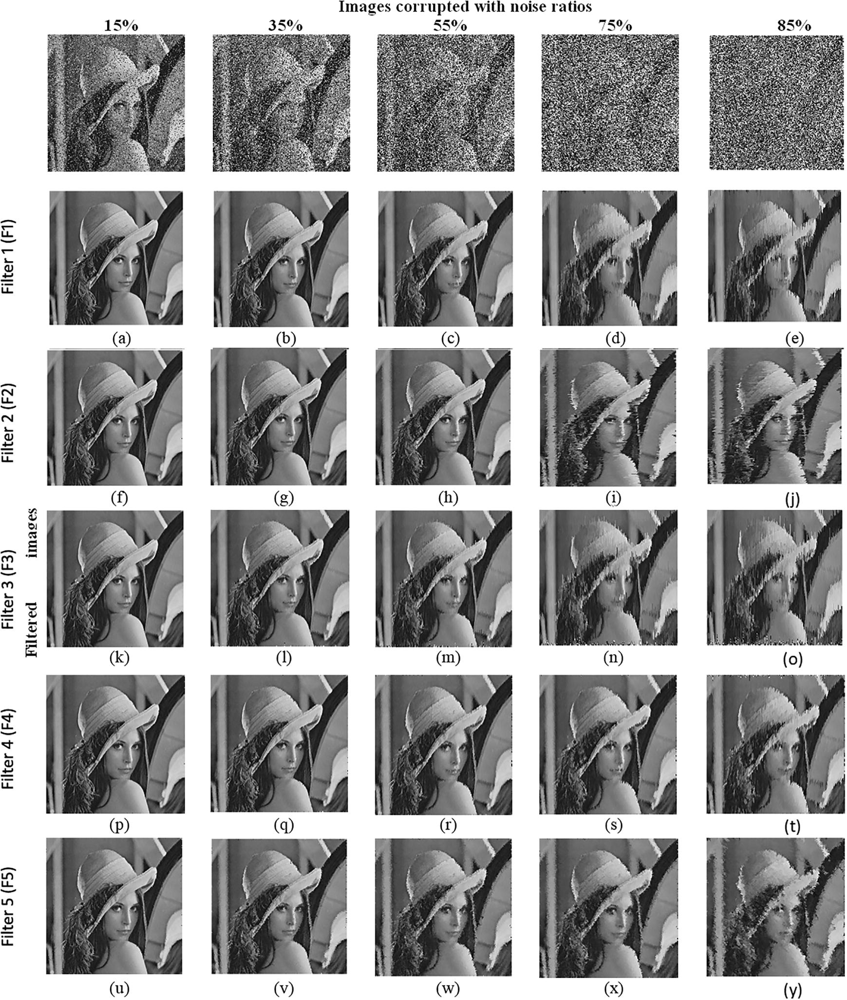 Images corrupted with noise ratios
15% 35% 55% 75% 85%
Filter 1 (F1)
(a) (b) (c) (d) (e)
Filter 2 (F2)
(f) (g) (h) (i) (j)
Filter 3 (F3)
Filtered images
(k) (l) (m) (n) (o)
Filter 4 (F4)
(p) (q) (r) (s) (t)
Filter 5 (F5)
(u) (v) (w) (x) (y)